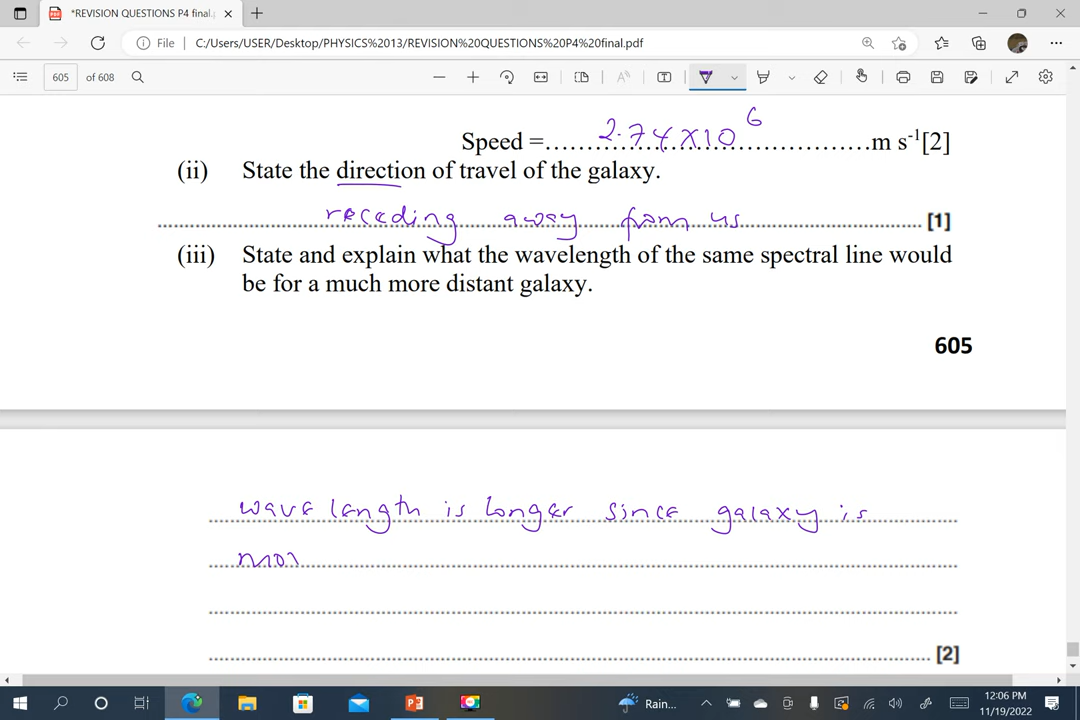 *REVISION QUESTIONS P4 final.
File C:/Users/USER/Desktop/PHYSICS%2013/REVISION%20QUESTIONS%20P4%20final.pdf
605 of 608
Speed =……2.74 x 10^6……m s⁻¹[2]
(ii) State the direction of travel of the galaxy.
receding away from us [1]
(iii) State and explain what the wavelength of the same spectral line would
be for a much more distant galaxy.
605
wave length is longer since galaxy is
mov
[2]
Rain...
12:06 PM
11/19/2022